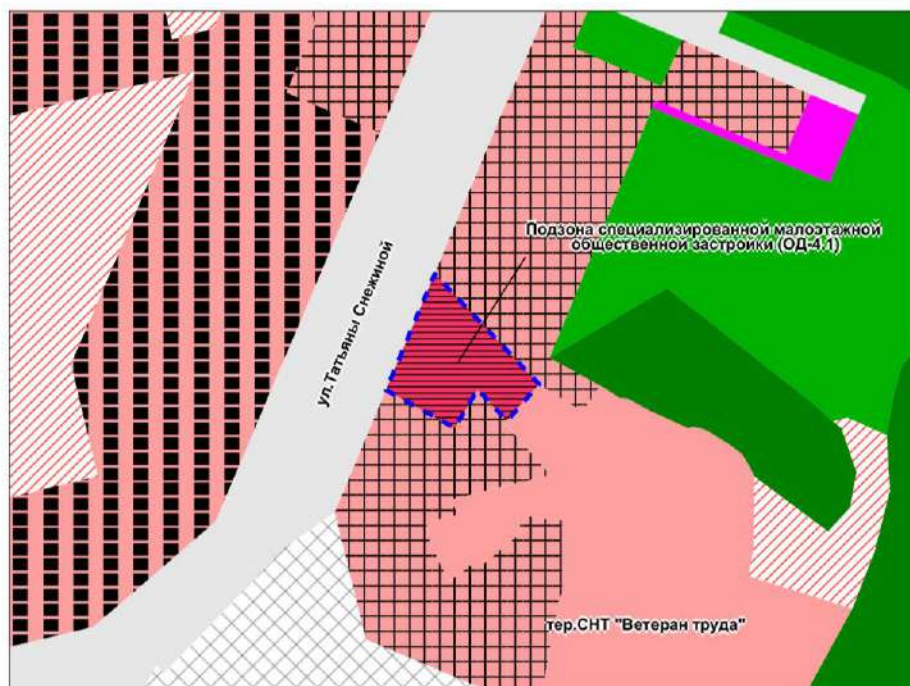 Подзона специализированной малоэтажной
общественной застройки (ОД-4.1)
ул.Татьяны Снежиной
тер.СНТ "Ветеран труда"